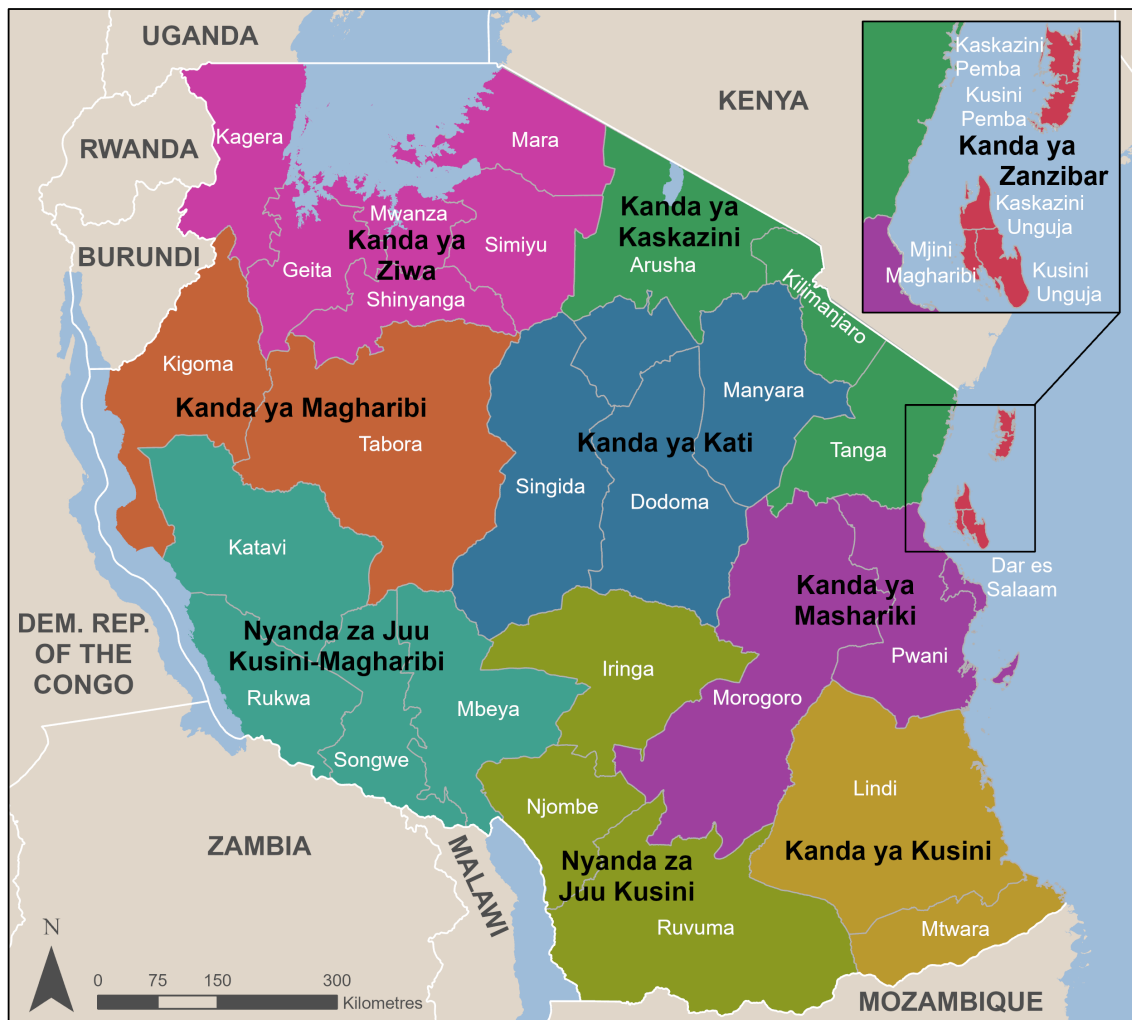 UGANDA
KENYA
RWANDA
BURUNDI
DEM. REP.
OF THE
CONGO
ZAMBIA
MALAWI
MOZAMBIQUE
Kagera
Mara
Mwanza
Kanda ya
Ziwa
Simiyu
Geita
Shinyanga
Kanda ya
Kaskazini
Arusha
Kilimanjaro
Tanga
Kigoma
Kanda ya Magharibi
Tabora
Kanda ya Kati
Manyara
Singida
Dodoma
Katavi
Nyanda za Juu
Kusini-Magharibi
Rukwa
Songwe
Mbeya
Kanda ya
Mashariki
Dar es
Salaam
Pwani
Morogoro
Iringa
Njombe
Nyanda za
Juu Kusini
Ruvuma
Lindi
Kanda ya Kusini
Mtwara
Kaskazini
Pemba
Kusini
Pemba
Kanda ya
Zanzibar
Kaskazini
Unguja
Mjini
Magharibi
Kusini
Unguja
N
0 75 150 300
Kilometres